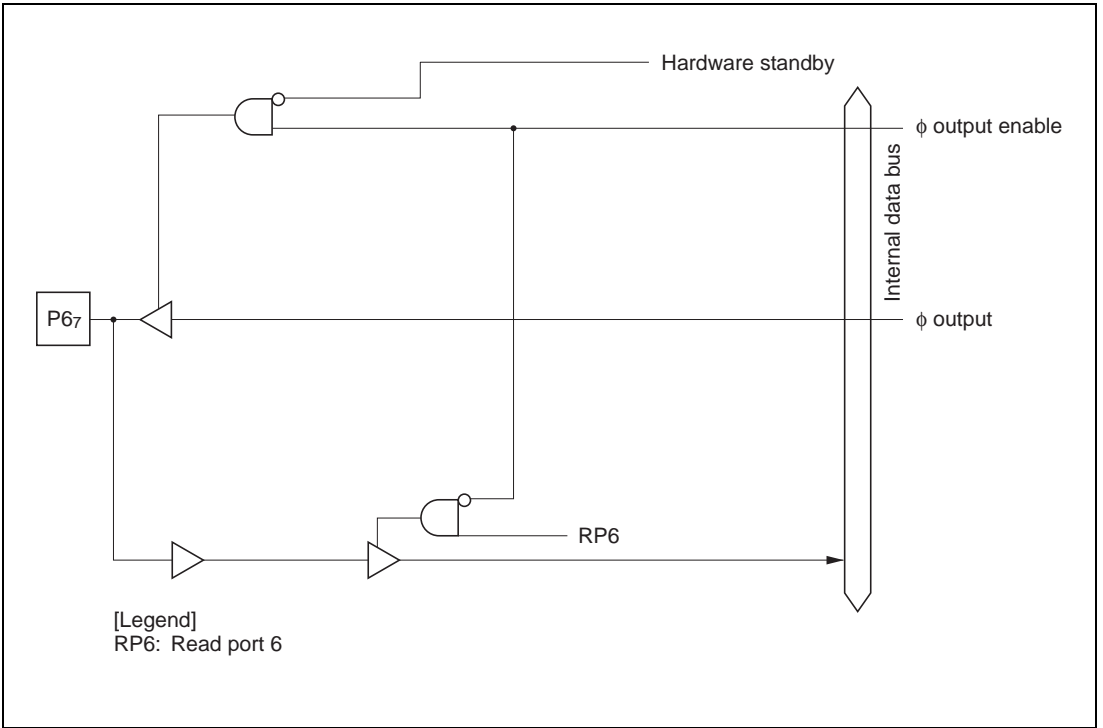 Hardware standby
ϕ output enable
Internal data bus
P67
ϕ output
RP6
[Legend]
RP6: Read port 6